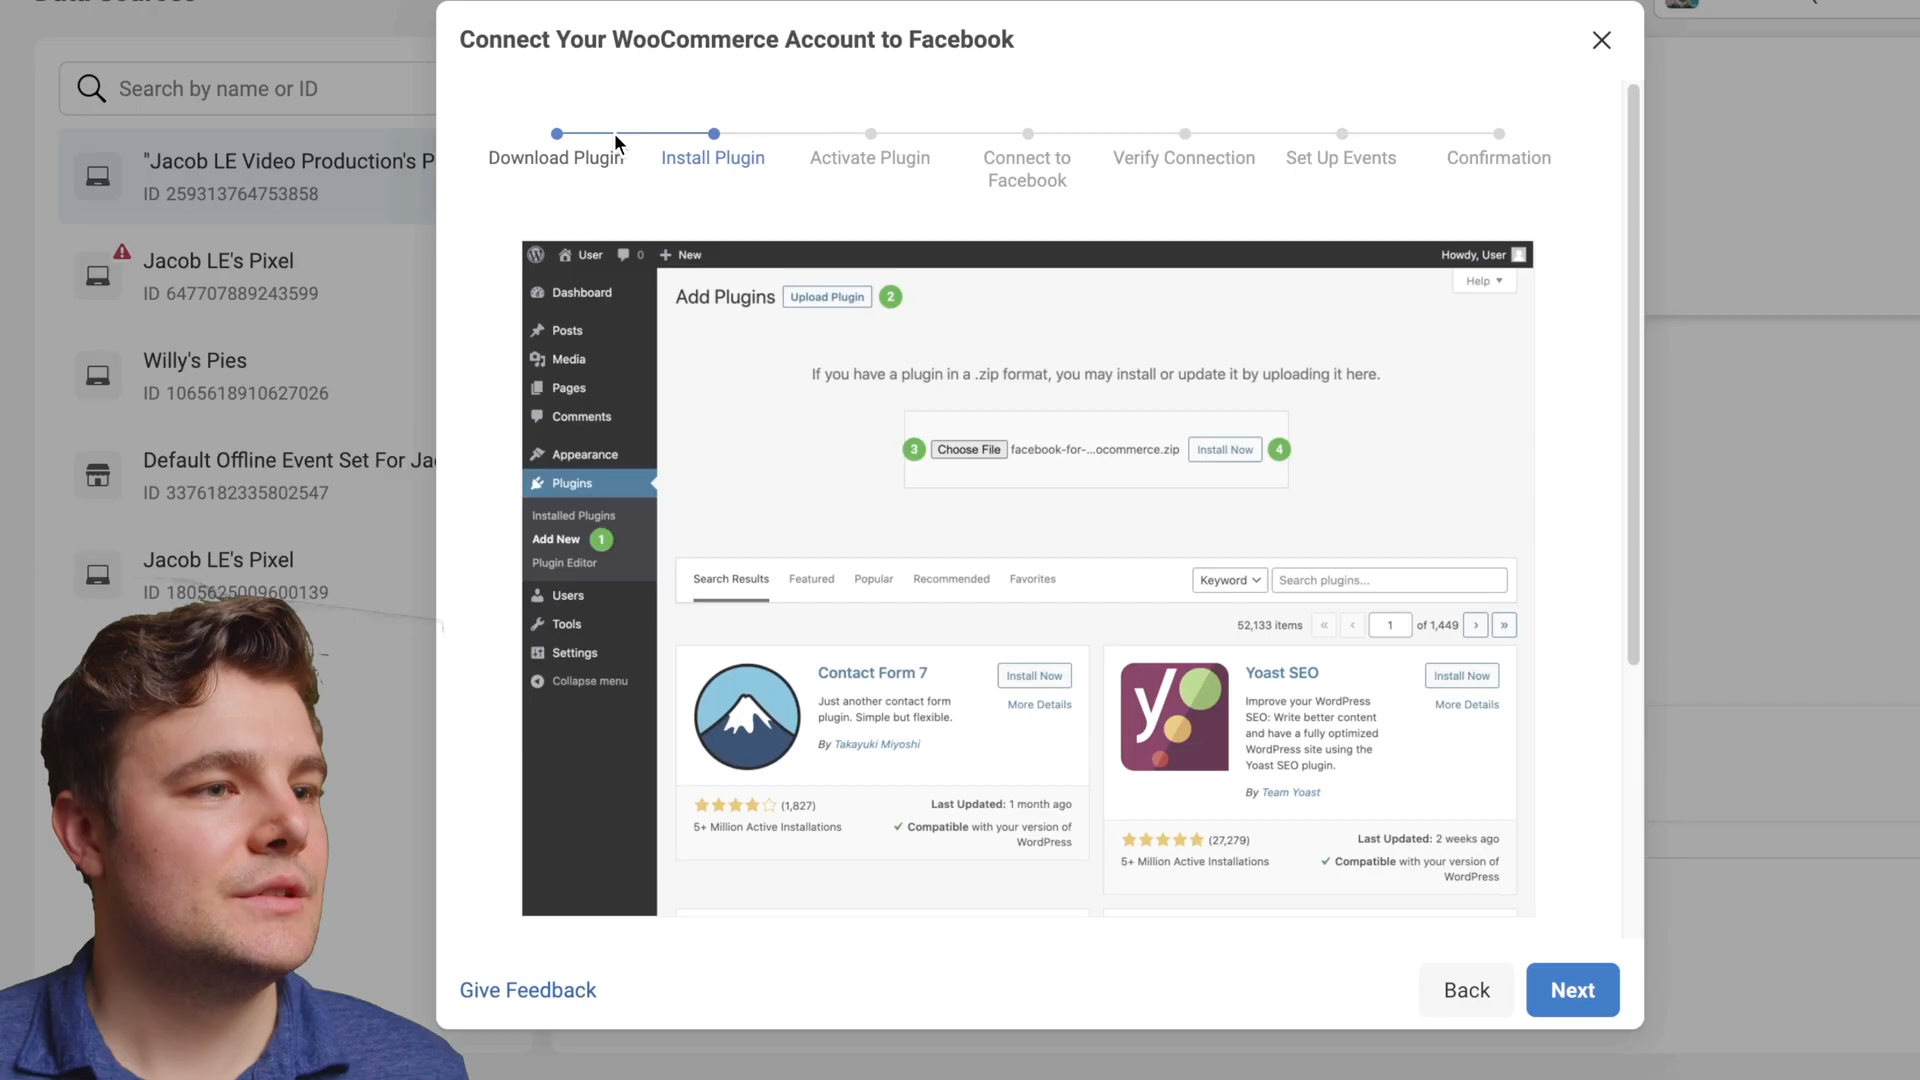 Connect Your WooCommerce Account to Facebook
Search by name or ID
"Jacob LE Video Production's P
ID 259313764753858
Jacob LE's Pixel
ID 647707889243599
Willy's Pies
ID 1065618910627026
Default Offline Event Set For Jac
ID 3376182335802547
Jacob LE's Pixel
ID 1805625009600139
Download Plugin
Install Plugin
Activate Plugin
Connect to
Facebook
Verify Connection
Set Up Events
Confirmation
User 0 + New
Howdy, User
Help
Dashboard
Posts
Media
Pages
Comments
Appearance
Plugins
Installed Plugins
Add New 1
Plugin Editor
Users
Tools
Settings
Collapse menu
Add Plugins Upload Plugin 2
If you have a plugin in a .zip format, you may install or update it by uploading it here.
3 Choose File facebook-for-...ocommerce.zip Install Now 4
Search Results Featured Popular Recommended Favorites Keyword Search plugins...
52,133 items « ‹ 1 of 1,449 › »
Contact Form 7
Install Now
More Details
Just another contact form
plugin. Simple but flexible.
By Takayuki Miyoshi
(1,827)
5+ Million Active Installations
Last Updated: 1 month ago
✓ Compatible with your version of
WordPress
y
Yoast SEO
Install Now
More Details
Improve your WordPress
SEO: Write better content
and have a fully optimized
WordPress site using the
Yoast SEO plugin.
By Team Yoast
(27,279)
5+ Million Active Installations
Last Updated: 2 weeks ago
✓ Compatible with your version of
WordPress
Give Feedback
Back
Next